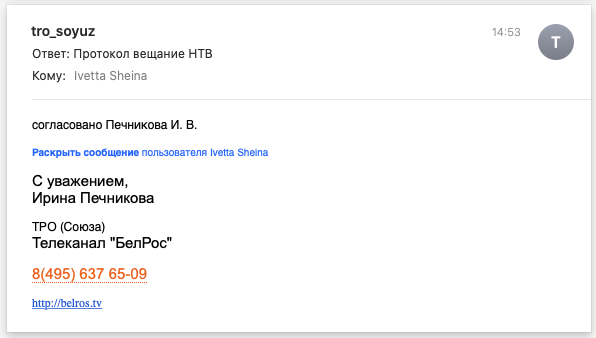 tro_soyuz
14:53
T
Ответ: Протокол вещание НТВ
Кому: Ivetta Sheina
согласовано Печникова И. В.
Раскрыть сообщение пользователя Ivetta Sheina
С уважением,
Ирина Печникова
ТРО (Союза)
Телеканал "БелРос"
8(495) 637 65-09
http://belros.tv